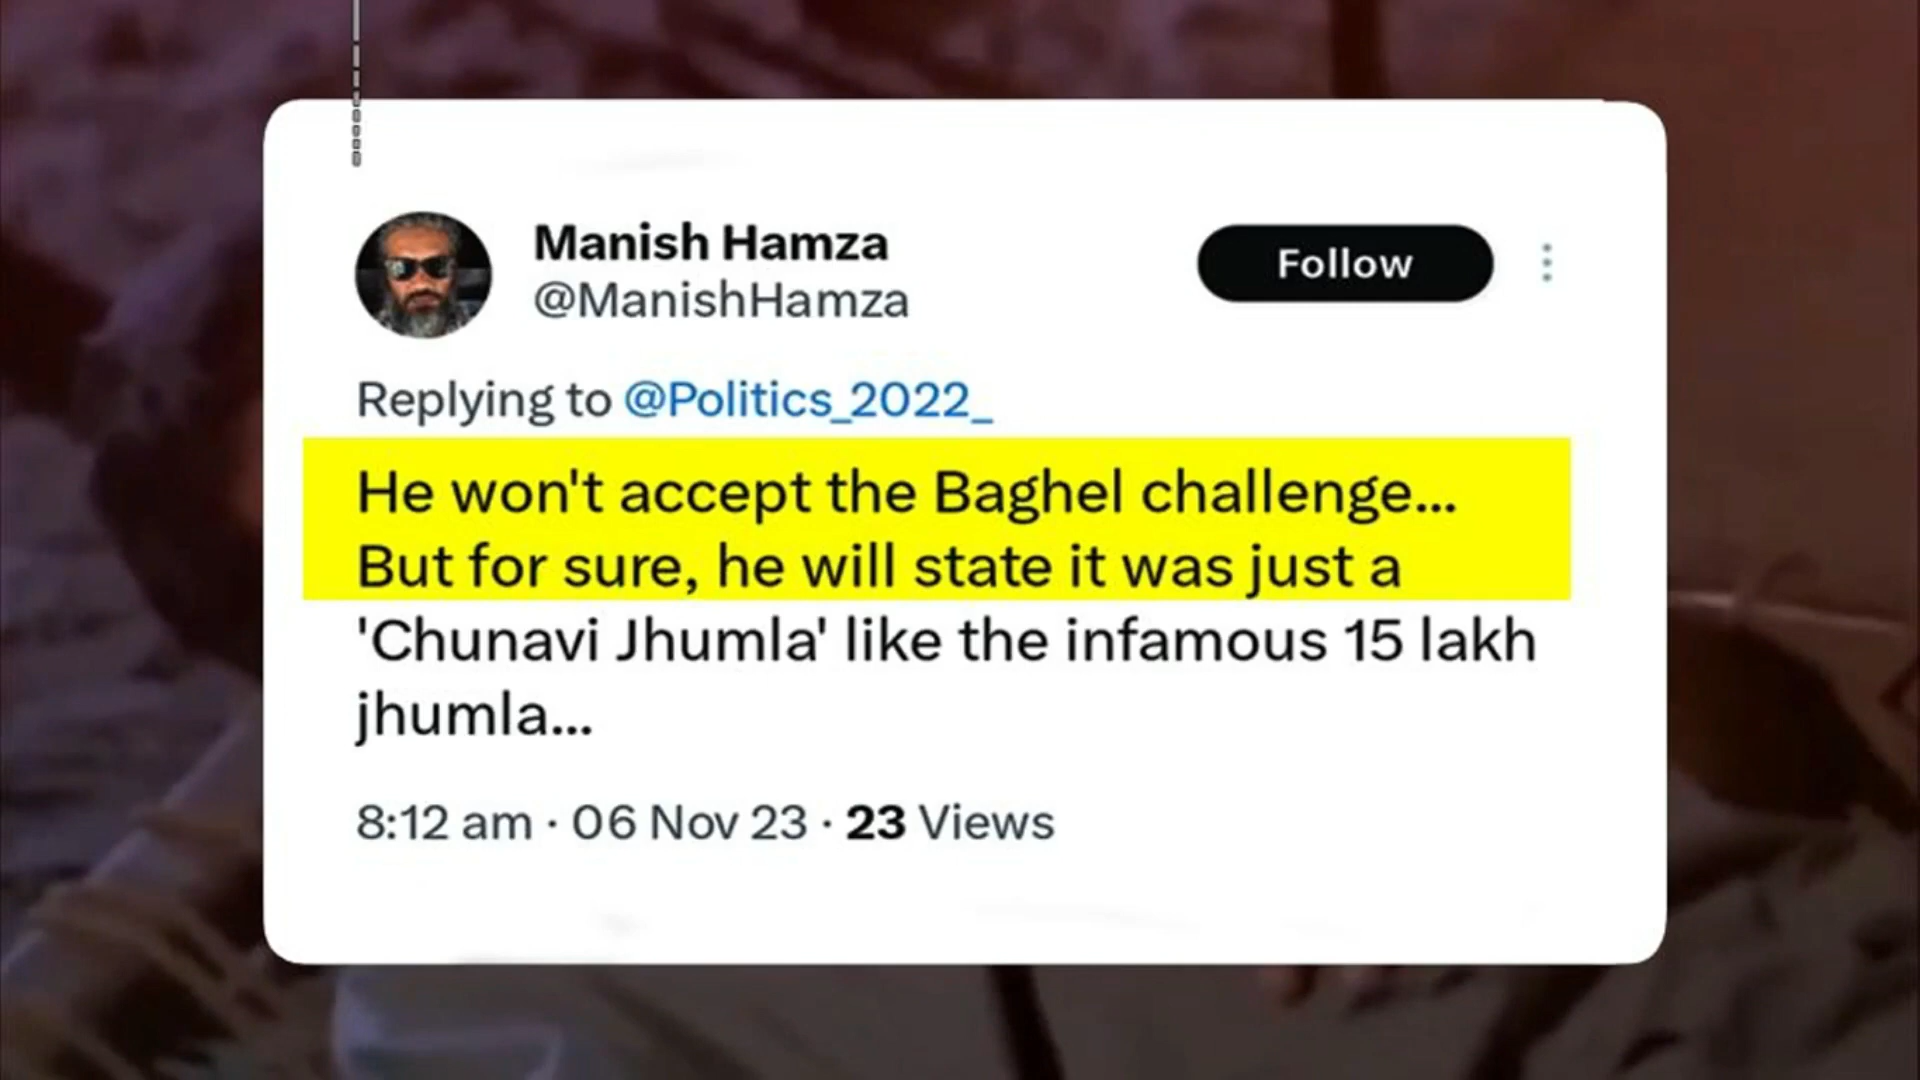 Manish Hamza
@ManishHamza
Follow
Replying to @Politics_2022_
He won't accept the Baghel challenge...
But for sure, he will state it was just a
'Chunavi Jhumla' like the infamous 15 lakh
jhumla...
8:12 am · 06 Nov 23 · 23 Views